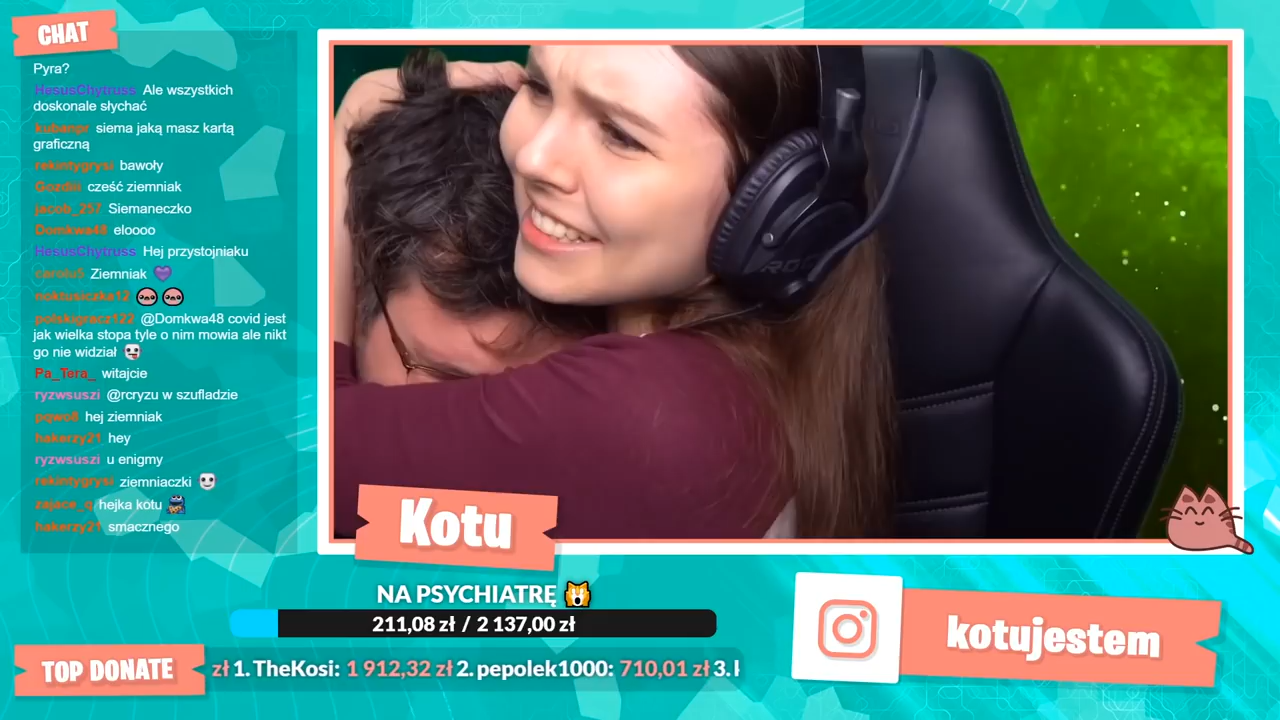 CHAT
Pyra?
HesusChytruss Ale wszystkich
doskonale słychać
kubanpr siema jaką masz kartą
graficzną
rekintygrysi bawoły
Gozdiii cześć ziemniak
jacob_257 Siemaneczko
Domkwa48 eloooo
HesusChytruss Hej przystojniaku
carolu5 Ziemniak
noktusiczka12
polskigracz122 @Domkwa48 covid jest
jak wielka stopa tyle o nim mowia ale nikt
go nie widział
Pa_Tera_ witajcie
ryzwsuszi @rcryzu w szufladzie
pqwo8 hej ziemniak
hakerzy21 hey
ryzwsuszi u enigmy
rekintygrysi ziemniaczki
zajace_q hejka kotu
hakerzy21 smacznego
Kotu
NA PSYCHIATRĘ
211,08 zł / 2 137,00 zł
TOP DONATE
zł 1. TheKosi: 1 912,32 zł 2. pepolek1000: 710,01 zł 3.
kotujestem